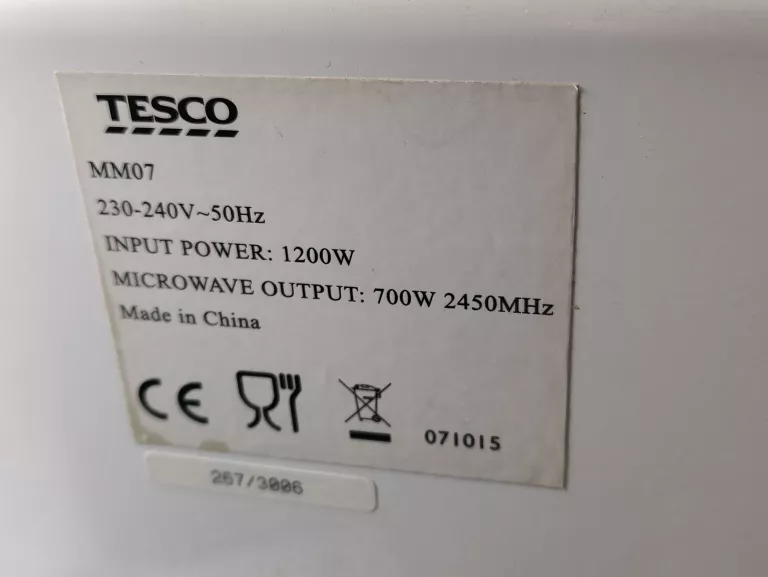 TESCO
MM07
230-240V~50Hz
INPUT POWER: 1200W
MICROWAVE OUTPUT: 700W 2450MHz
Made in China
CE
071015
267/3006